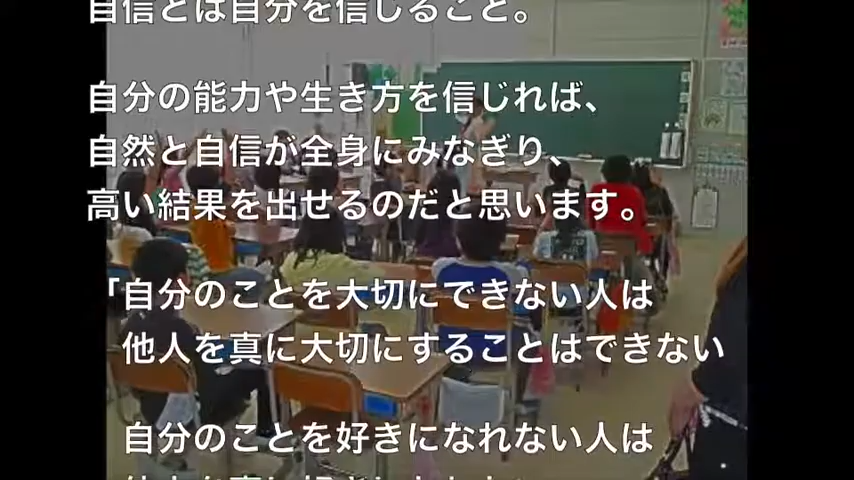 自信とは自分を信じること。
自分の能力や生き方を信じれば、
自然と自信が全身にみなぎり、
高い結果を出せるのだと思います。
「自分のことを大切にできない人は
他人を真に大切にすることはできない
自分のことを好きになれない人は